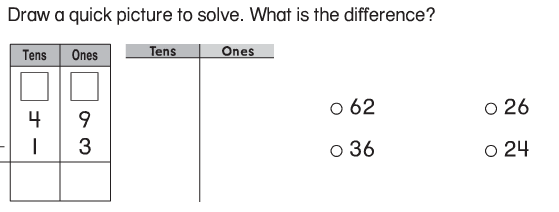 Draw a quick picture to solve. What is the difference?
Tens Ones
Tens Ones
4 9
- 1 3
62
26
36
24